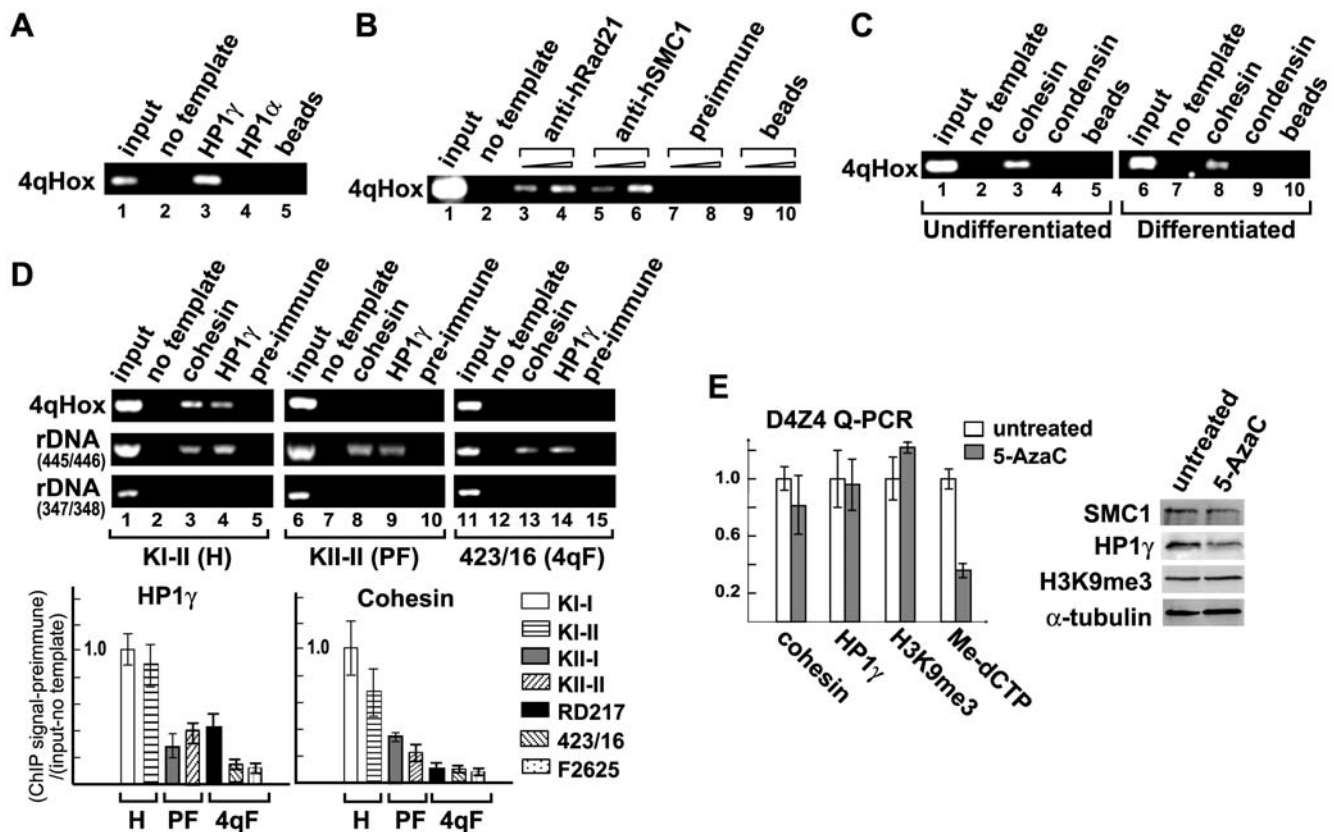 A
input
no template
HP1γ
HP1α
beads
4qHox
1 2 3 4 5
B
input
no template
anti-hRad21
anti-hSMC1
preimmune
beads
4qHox
1 2 3 4 5 6 7 8 9 10
C
input
no template
cohesin
condensin
beads
input
no template
cohesin
condensin
beads
4qHox
1 2 3 4 5 6 7 8 9 10
Undifferentiated Differentiated
D
input
no template
cohesin
HP1γ
pre-immune
input
no template
cohesin
HP1γ
pre-immune
input
no template
cohesin
HP1γ
pre-immune
4qHox
rDNA
(445/446)
rDNA
(347/348)
1 2 3 4 5 6 7 8 9 10 11 12 13 14 15
KI-II (H) KII-II (PF) 423/16 (4qF)
(ChIP signal-preimmune)
/(input-no template)
HP1γ
1.0
H PF 4qF
Cohesin
1.0
H PF 4qF
KI-I
KI-II
KII-I
KII-II
RD217
423/16
F2625
E
D4Z4 Q-PCR
untreated
5-AzaC
1.0
0.6
0.2
cohesin
HP1γ
H3K9me3
Me-dCTP
untreated
5-AzaC
SMC1
HP1γ
H3K9me3
α-tubulin